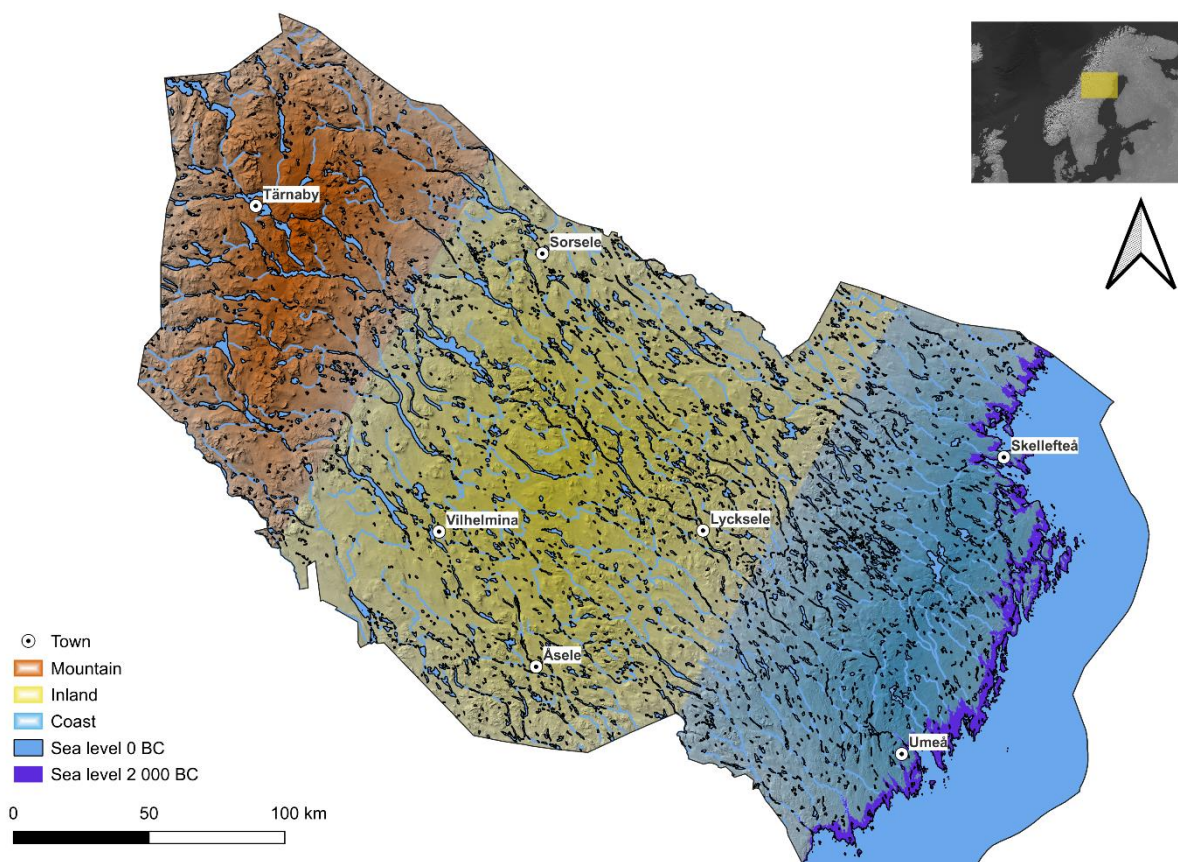 Tärnaby
Sorsele
Skellefteå
Vilhelmina
Lycksele
Åsele
Umeå
Town
Mountain
Inland
Coast
Sea level 0 BC
Sea level 2 000 BC
0 50 100 km